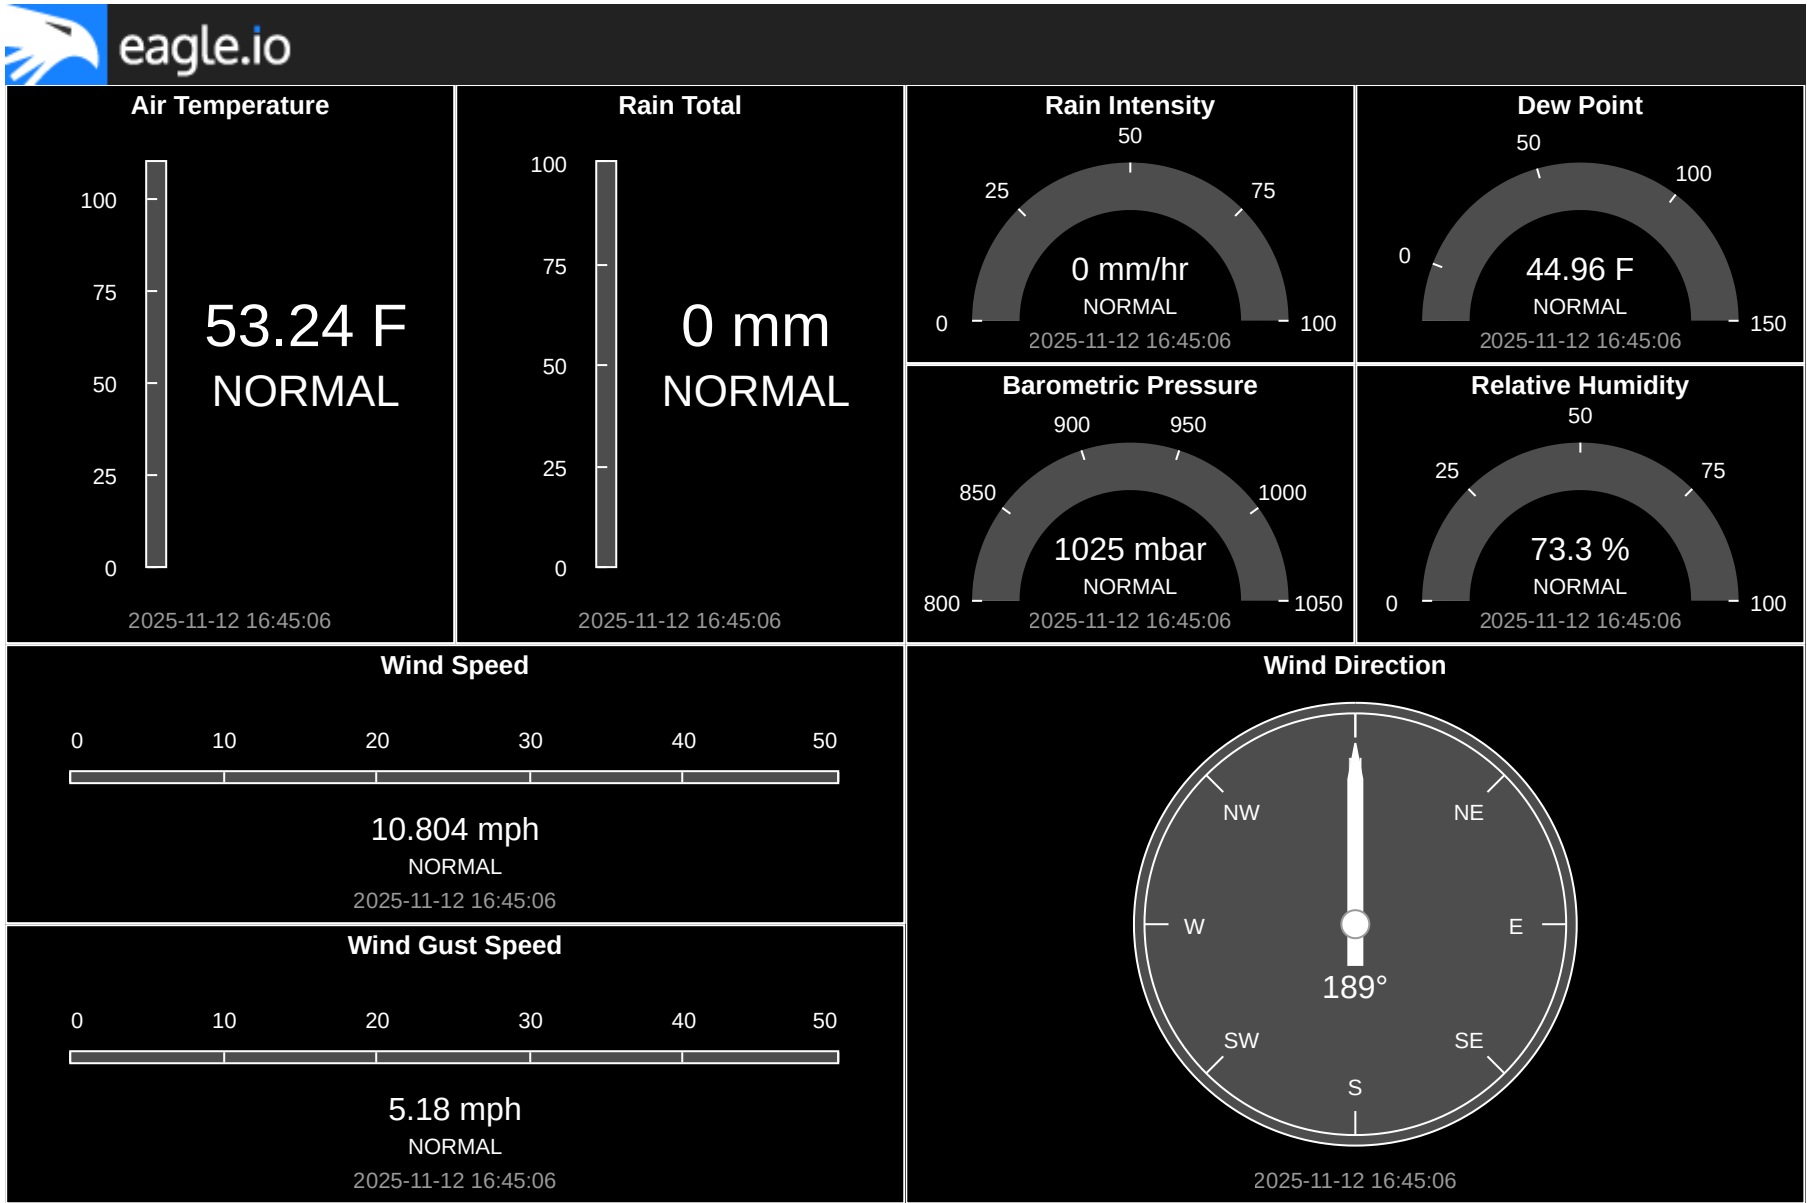 eagle.io
Air Temperature
100
75
50
25
0
53.24 F
NORMAL
2025-11-12 16:45:06
Rain Total
100
75
50
25
0
0 mm
NORMAL
2025-11-12 16:45:06
Rain Intensity
50
25 75
0 100
0 mm/hr
NORMAL
2025-11-12 16:45:06
Dew Point
50
100
0
150
44.96 F
NORMAL
2025-11-12 16:45:06
Barometric Pressure
900 950
850 1000
800 1050
1025 mbar
NORMAL
2025-11-12 16:45:06
Relative Humidity
50
25 75
0 100
73.3 %
NORMAL
2025-11-12 16:45:06
Wind Speed
0 10 20 30 40 50
10.804 mph
NORMAL
2025-11-12 16:45:06
Wind Gust Speed
0 10 20 30 40 50
5.18 mph
NORMAL
2025-11-12 16:45:06
Wind Direction
NW NE
W E
189°
SW SE
S
2025-11-12 16:45:06